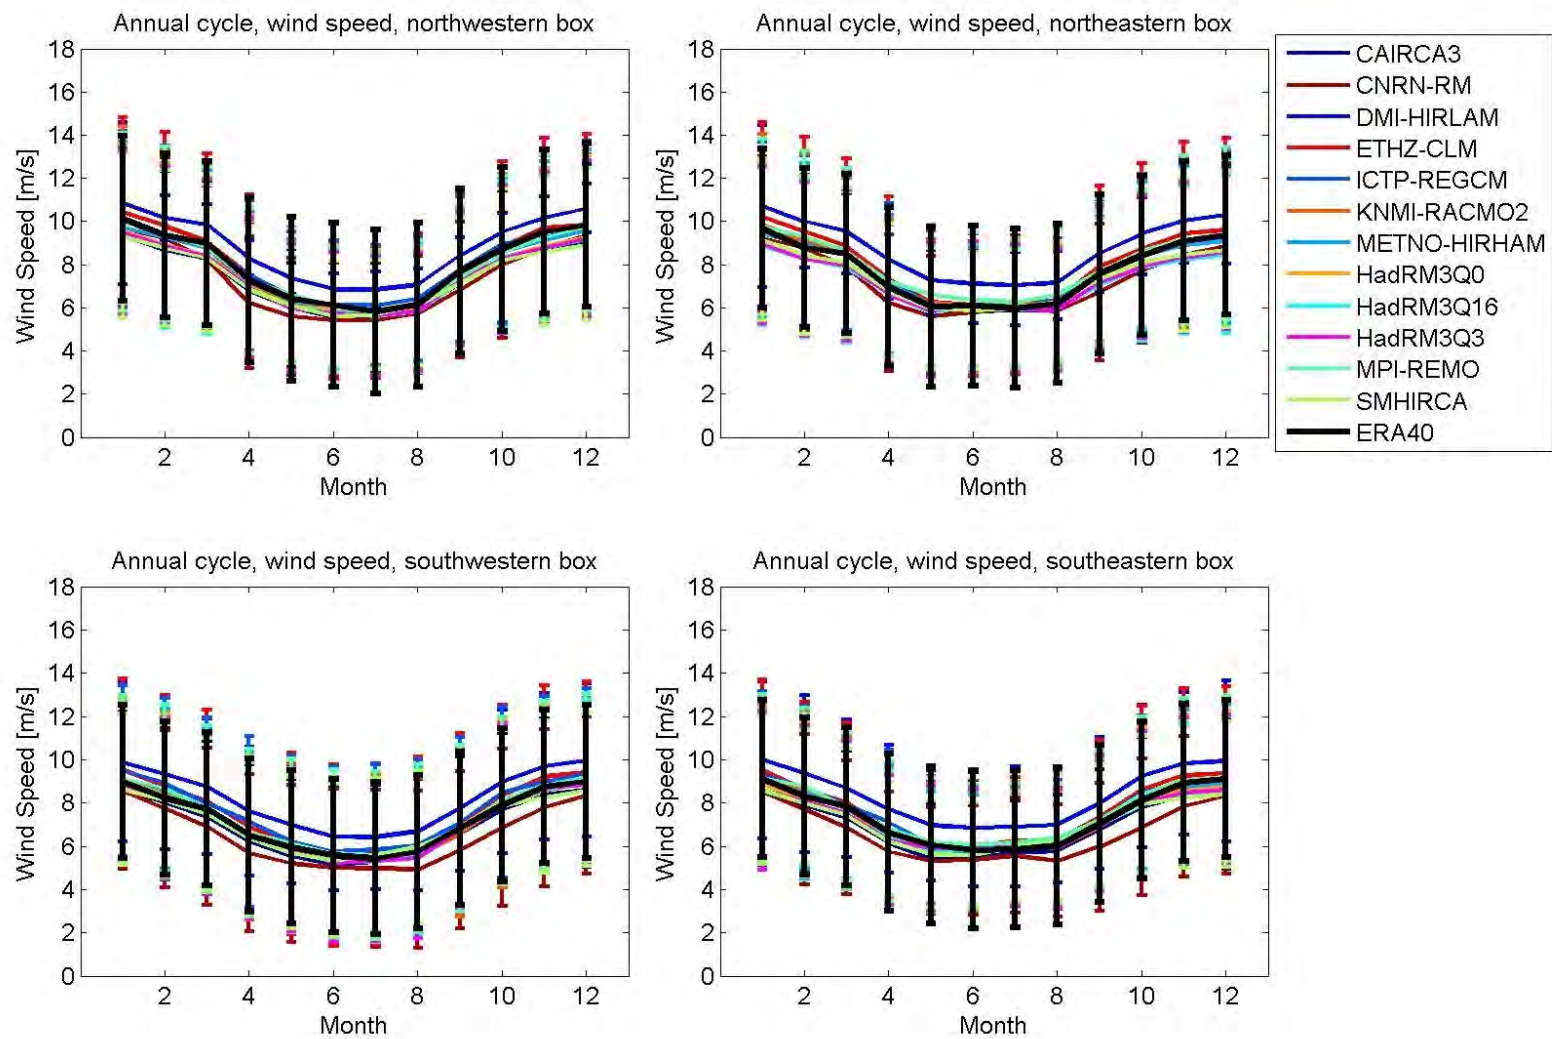 Annual cycle, wind speed, northwestern box
18
16
14
12
10
8
6
4
2
0
Wind Speed [m/s]
2 4 6 8 10 12
Month
Annual cycle, wind speed, northeastern box
18
16
14
12
10
8
6
4
2
0
Wind Speed [m/s]
2 4 6 8 10 12
Month
CAIRCA3
CNRN-RM
DMI-HIRLAM
ETHZ-CLM
ICTP-REGCM
KNMI-RACMO2
METNO-HIRHAM
HadRM3Q0
HadRM3Q16
HadRM3Q3
MPI-REMO
SMHIRCA
ERA40
Annual cycle, wind speed, southwestern box
18
16
14
12
10
8
6
4
2
0
Wind Speed [m/s]
2 4 6 8 10 12
Month
Annual cycle, wind speed, southeastern box
18
16
14
12
10
8
6
4
2
0
Wind Speed [m/s]
2 4 6 8 10 12
Month